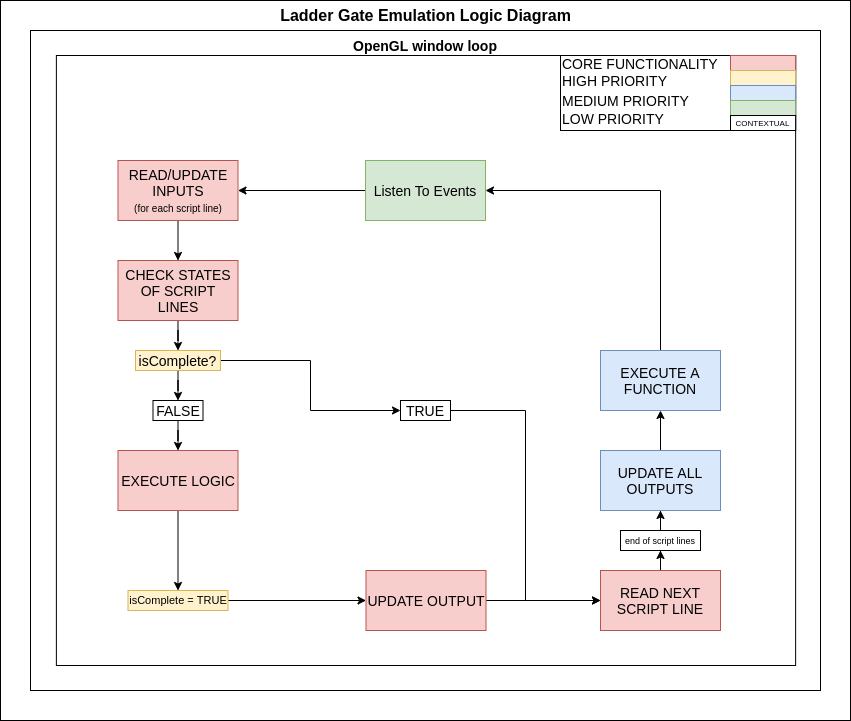 Ladder Gate Emulation Logic Diagram
OpenGL window loop
CORE FUNCTIONALITY
HIGH PRIORITY
MEDIUM PRIORITY
LOW PRIORITY
CONTEXTUAL
READ/UPDATE
INPUTS
(for each script line)
Listen To Events
CHECK STATES
OF SCRIPT
LINES
isComplete?
FALSE
TRUE
EXECUTE A
FUNCTION
EXECUTE LOGIC
UPDATE ALL
OUTPUTS
end of script lines
isComplete = TRUE
UPDATE OUTPUT
READ NEXT
SCRIPT LINE